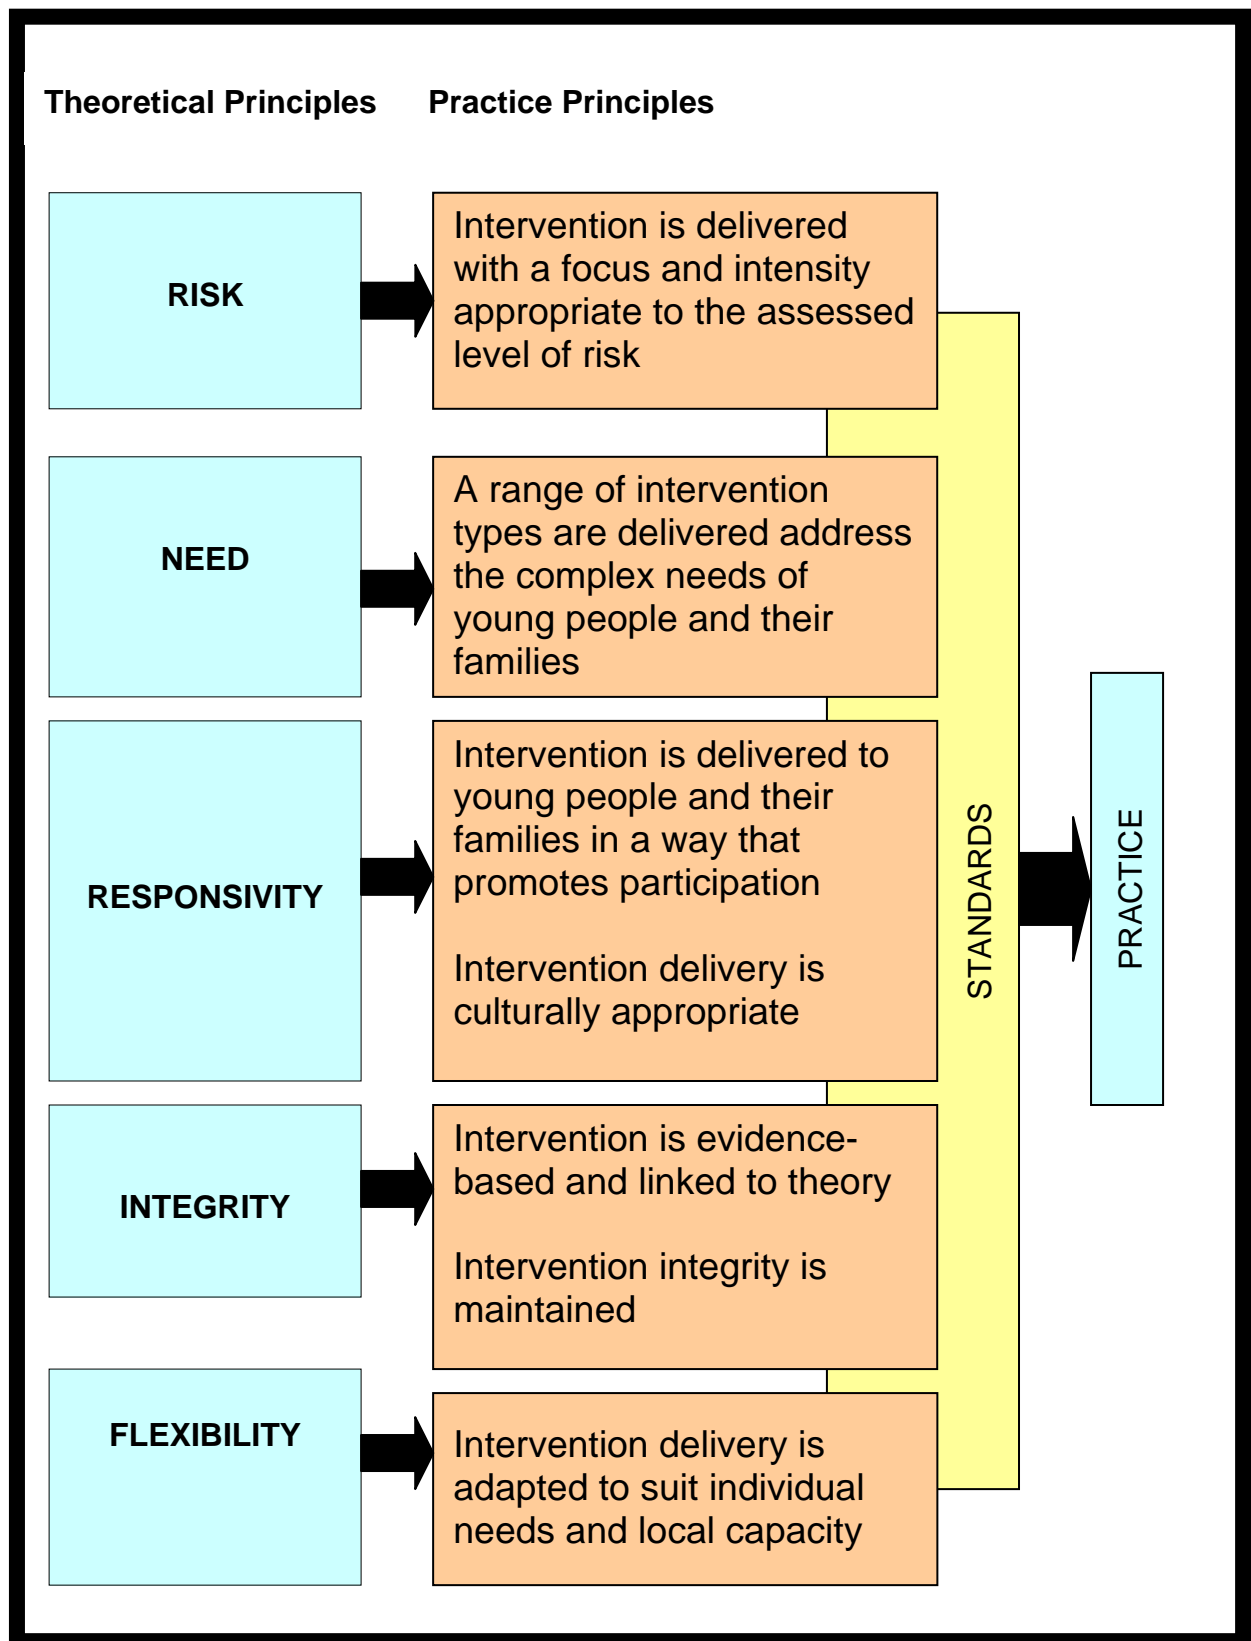 Theoretical Principles Practice Principles
RISK
Intervention is delivered
with a focus and intensity
appropriate to the assessed
level of risk
NEED
A range of intervention
types are delivered address
the complex needs of
young people and their
families
RESPONSIVITY
Intervention is delivered to
young people and their
families in a way that
promotes participation
Intervention delivery is
culturally appropriate
INTEGRITY
Intervention is evidence-
based and linked to theory
Intervention integrity is
maintained
FLEXIBILITY
Intervention delivery is
adapted to suit individual
needs and local capacity
STANDARDS
PRACTICE